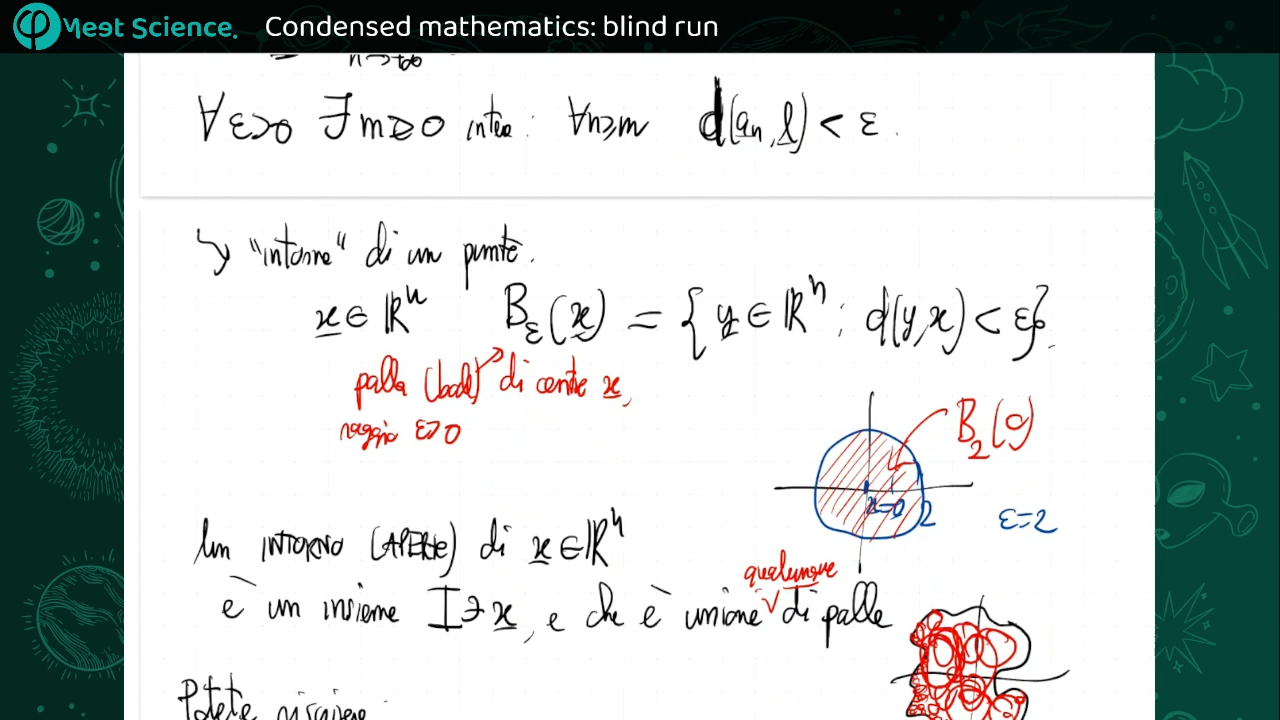 Meet Science. Condensed mathematics: blind run
n→+∞
∀ε>0 ∃m≥0 intero: ∀n≥m d(aₙ, l) < ε.
↳ "intorno" di un punto.
x ∈ ℝⁿ B_ε(x) = { y ∈ ℝⁿ : d(y,x) < ε }.
palla (ball) di centro x,
raggio ε>0
B₂(0)
x=0 2 ε=2
Un INTORNO (APERTO) di x ∈ ℝⁿ
qualunque
è un insieme I ∋ x, e che è unione di palle
Potete riscrivere